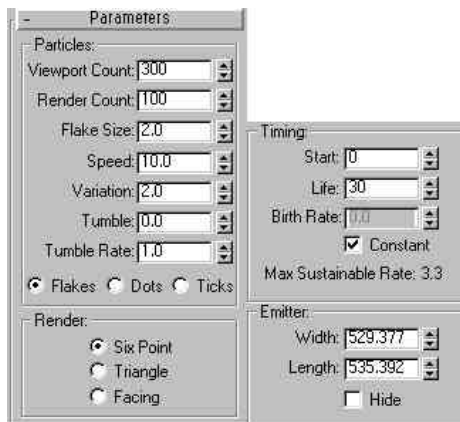 - Parameters
Particles:
Viewport Count: 300
Render Count: 100
Flake Size: 2.0
Speed: 10.0
Variation: 2.0
Tumble: 0.0
Tumble Rate: 1.0
Flakes Dots Ticks
Render:
Six Point
Triangle
Facing
Timing:
Start: 0
Life: 30
Birth Rate: 0.0
Constant
Max Sustainable Rate: 3.3
Emitter:
Width: 529.377
Length: 535.392
Hide